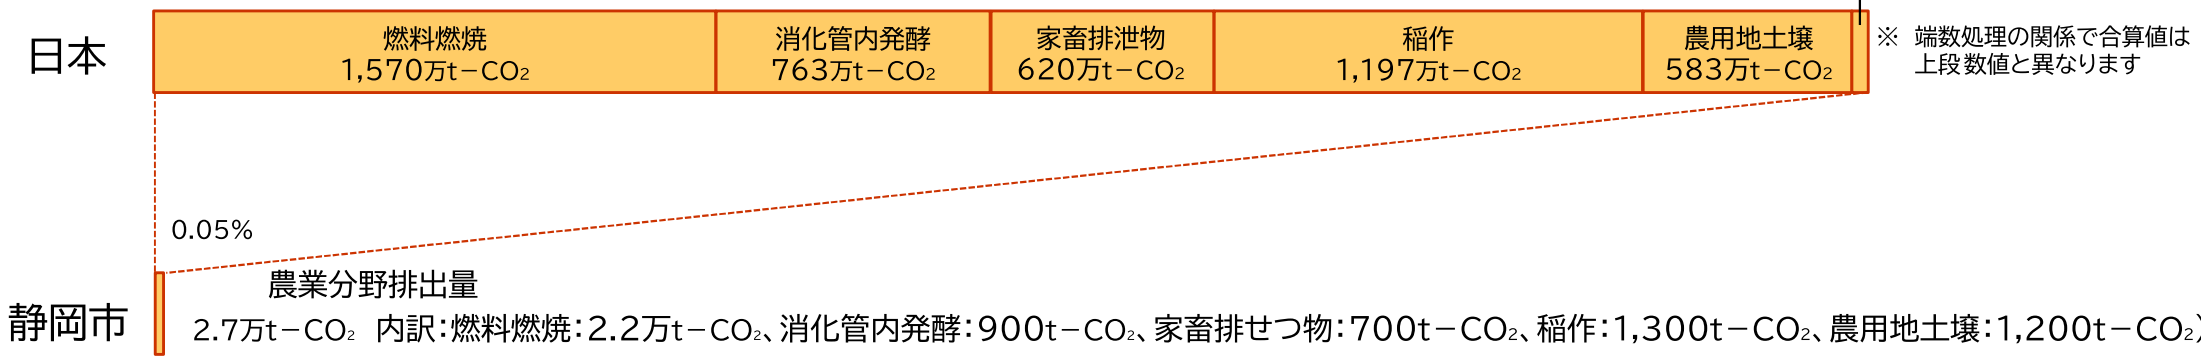 日本
燃料燃焼
1,570万t－CO₂
消化管内発酵
763万t－CO₂
家畜排泄物
620万t－CO₂
稲作
1,197万t－CO₂
農用地土壌
583万t－CO₂
※ 端数処理の関係で合算値は
上段数値と異なります
0.05%
静岡市
農業分野排出量
2.7万t－CO₂ 内訳：燃料燃焼：2.2万t－CO₂、消化管内発酵：900t－CO₂、家畜排せつ物：700t－CO₂、稲作：1,300t－CO₂、農用地土壌：1,200t－CO₂）